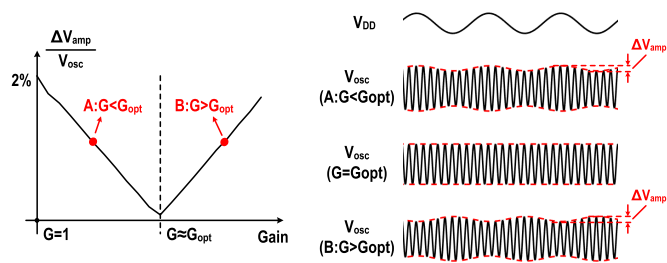 ΔVamp
Vosc
2%
A:G<Gopt
B:G>Gopt
G=1
G≈Gopt
Gain
VDD
ΔVamp
Vosc
(A:G<Gopt)
Vosc
(G=Gopt)
ΔVamp
Vosc
(B:G>Gopt)